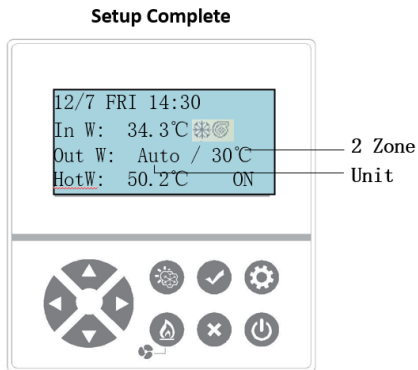 Setup Complete
12/7 FRI 14:30
In W: 34.3℃
Out W: Auto / 30℃
HotW: 50.2℃ ON
2 Zone
Unit